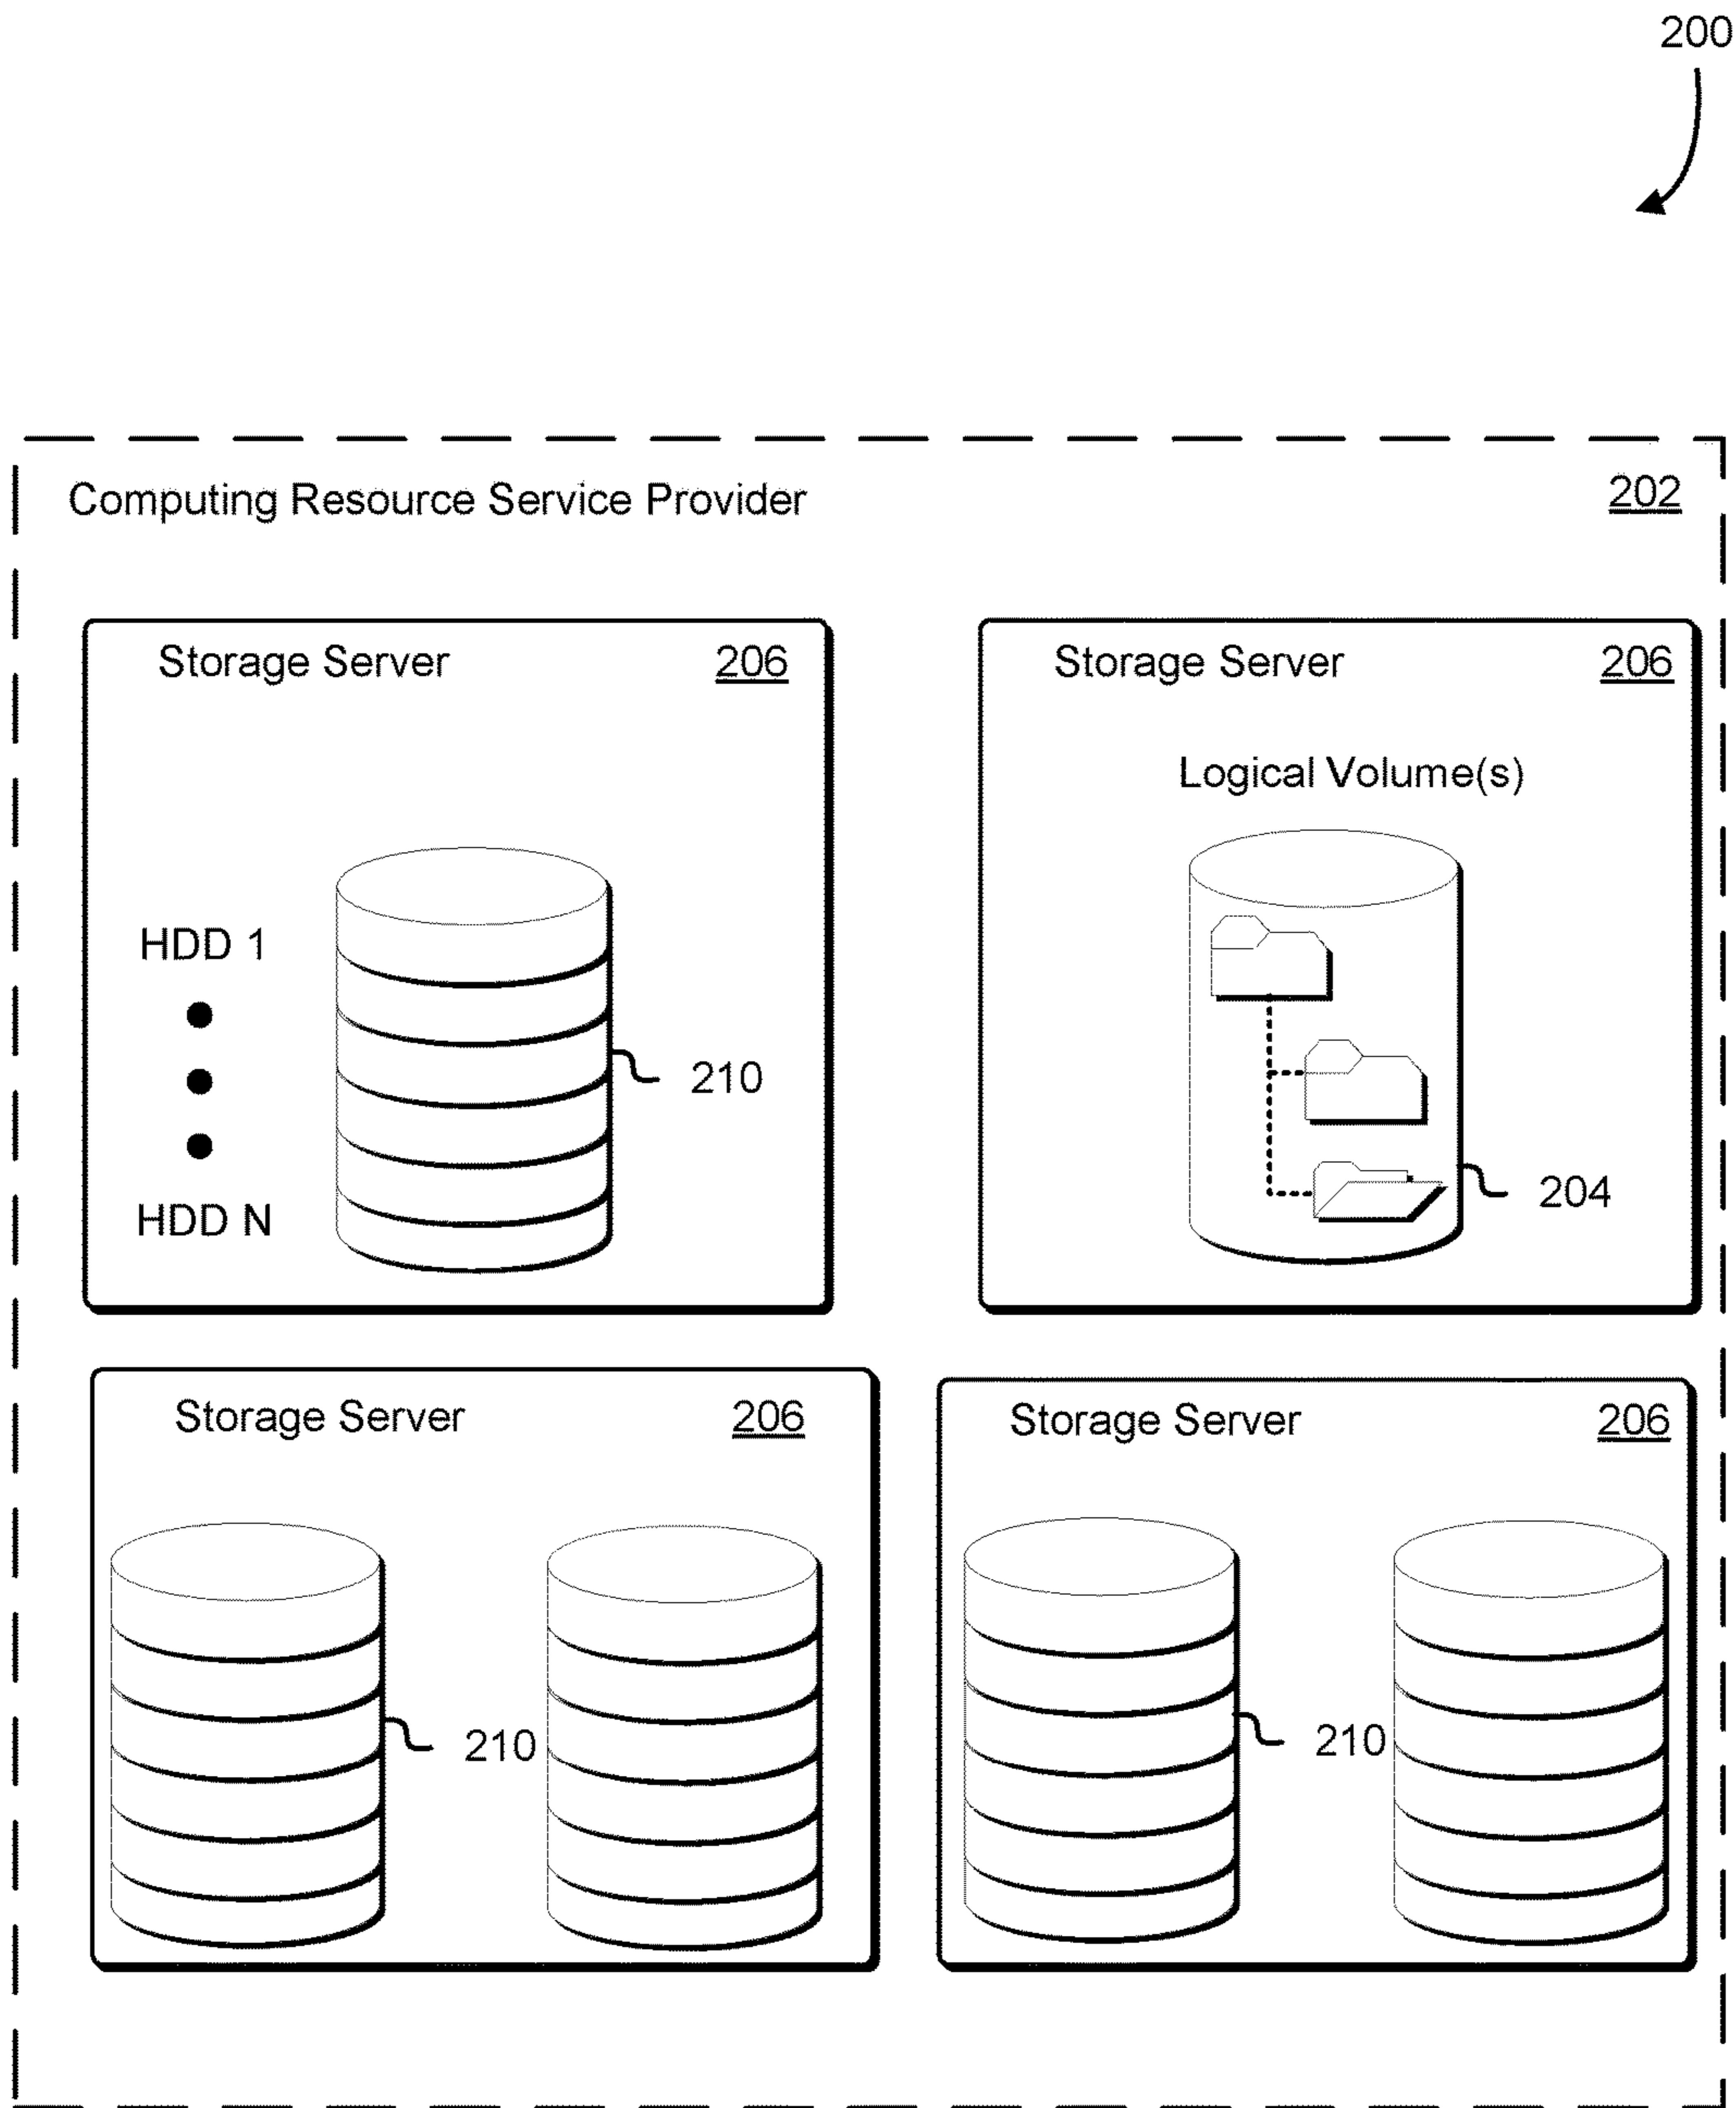 200
Computing Resource Service Provider 202
Storage Server 206
Storage Server 206
Logical Volume(s)
HDD 1
210
HDD N
204
Storage Server 206
Storage Server 206
210
210